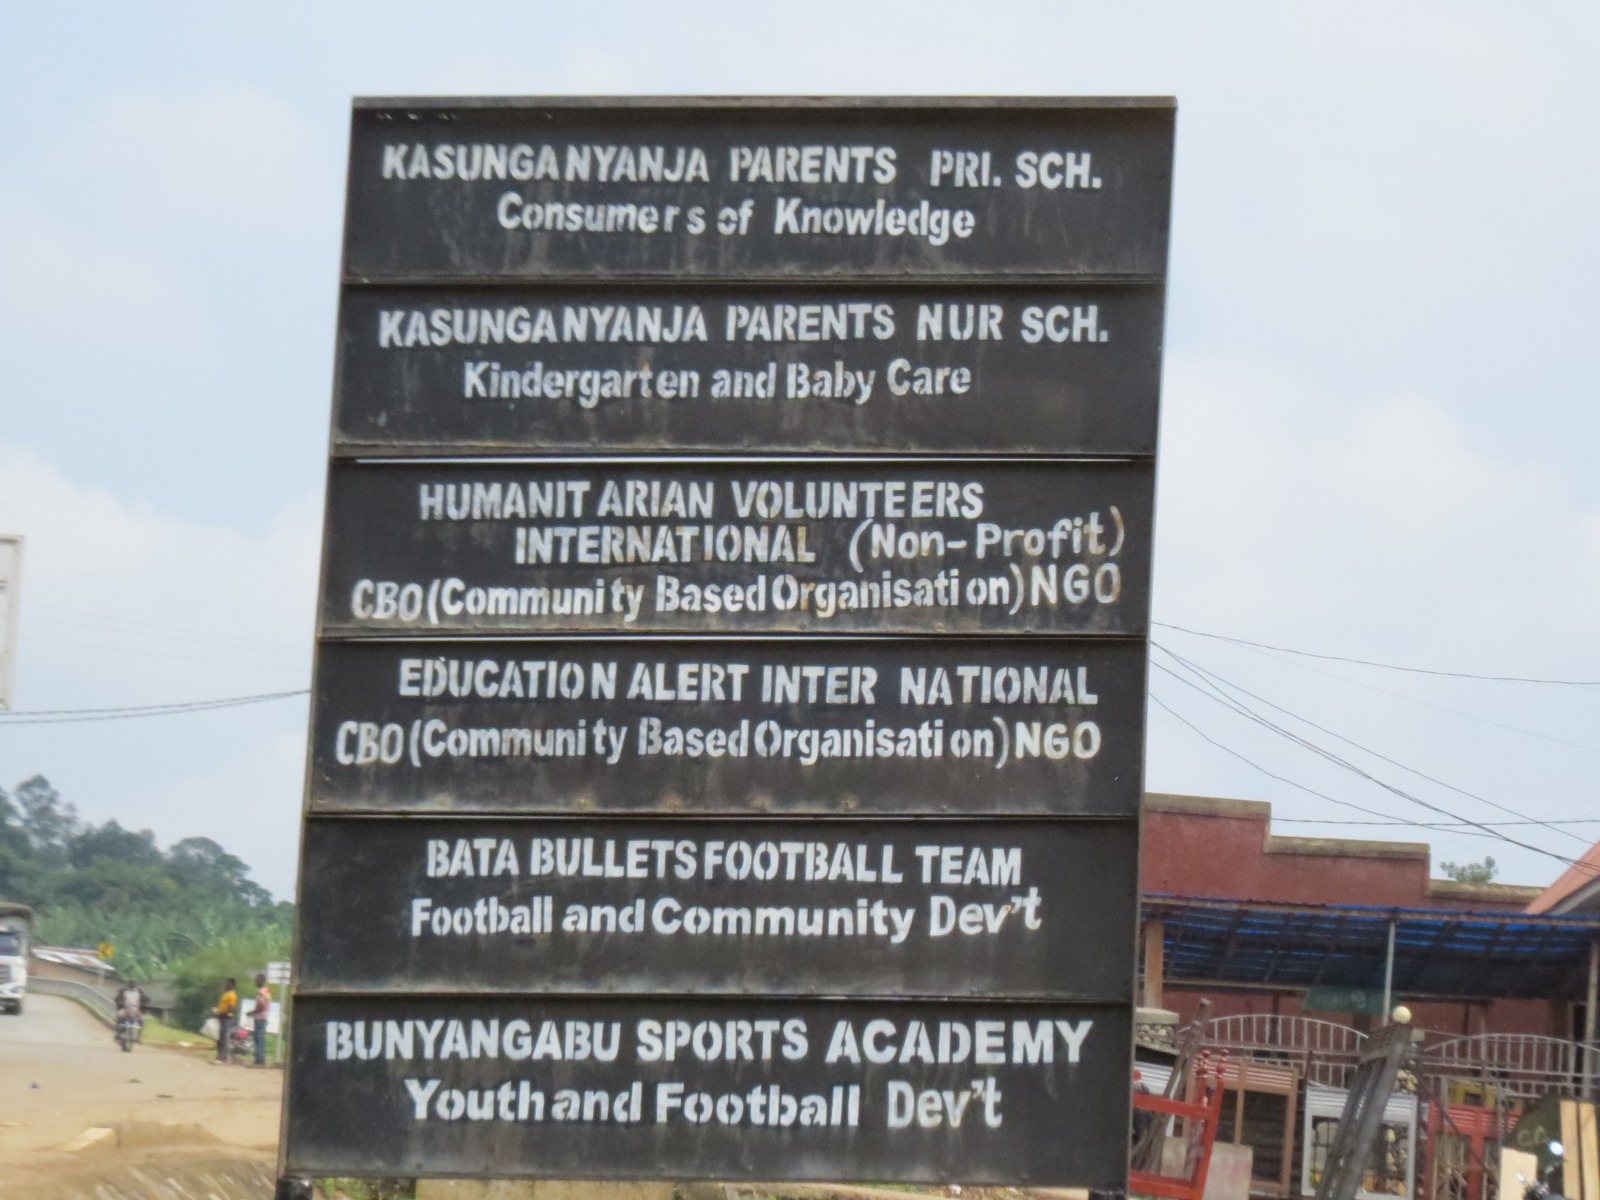 KASUNGANYANJA PARENTS PRI. SCH.
Consumers of Knowledge
KASUNGANYANJA PARENTS NUR SCH.
Kindergarten and Baby Care
HUMANITARIAN VOLUNTEERS
INTERNATIONAL (Non-Profit)
CBO (Community Based Organisation) NGO
EDUCATION ALERT INTER NATIONAL
CBO (Community Based Organisation) NGO
BATA BULLETS FOOTBALL TEAM
Football and Community Dev't
BUNYANGABU SPORTS ACADEMY
Youth and Football Dev't